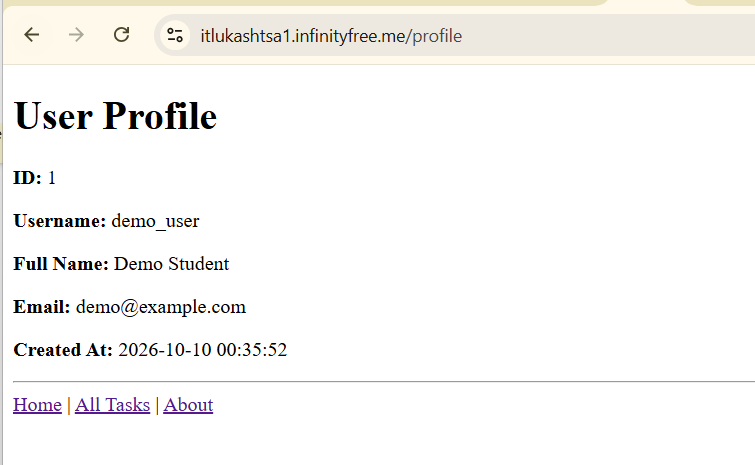 itlukashtsa1.infinityfree.me/profile
User Profile
ID: 1
Username: demo_user
Full Name: Demo Student
Email: demo@example.com
Created At: 2026-10-10 00:35:52
Home | All Tasks | About